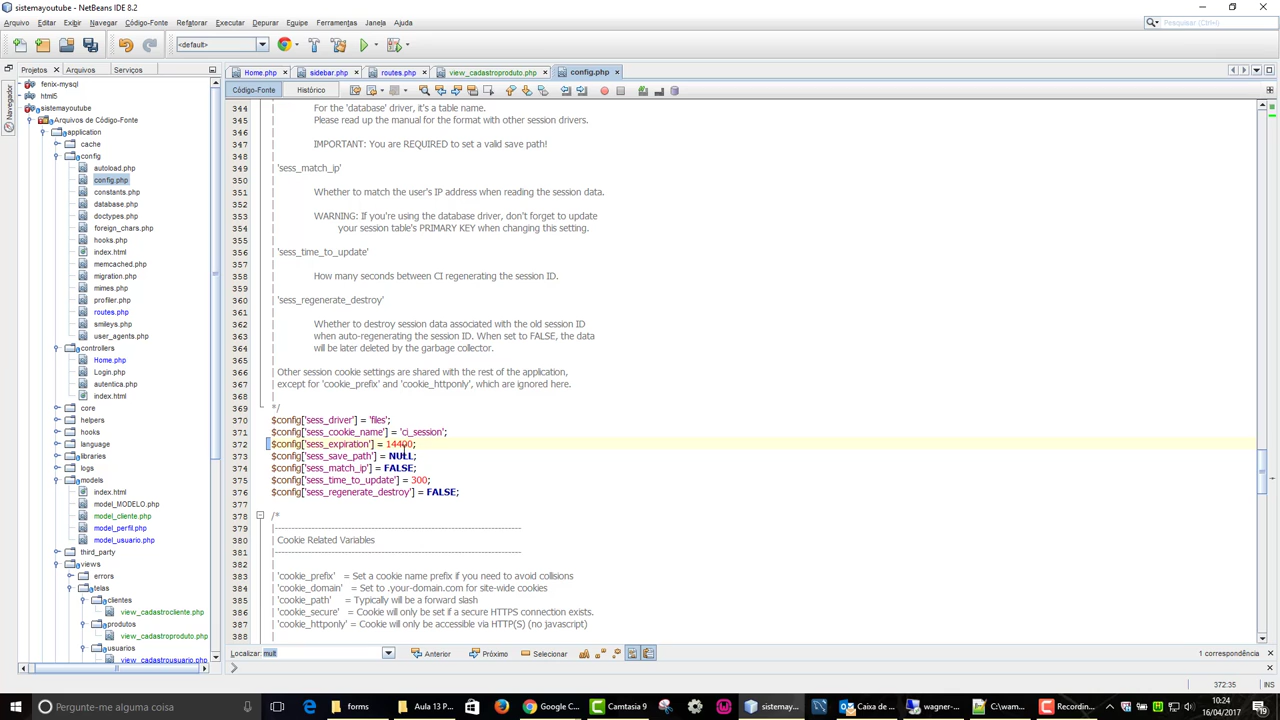 sistemayoutube - NetBeans IDE 8.2
Arquivo Editar Exibir Navegar Código-Fonte Refatorar Executar Depurar Equipe Ferramentas Janela Ajuda
Pesquisar (Ctrl+I)
<default>
Projetos Arquivos Serviços
Home.php sidebar.php routes.php view_cadastroproduto.php config.php
Navegador
Código-Fonte Histórico
fenix-mysql
html5
sistemayoutube
Arquivos de Código-Fonte
application
cache
config
autoload.php
config.php
constants.php
database.php
doctypes.php
foreign_chars.php
hooks.php
index.html
memcached.php
migration.php
mimes.php
profiler.php
routes.php
smileys.php
user_agents.php
controllers
Home.php
Login.php
autentica.php
index.html
core
helpers
hooks
language
libraries
logs
models
index.html
model_MODELO.php
model_cliente.php
model_perfil.php
model_usuario.php
third_party
views
errors
telas
clientes
view_cadastrocliente.php
produtos
view_cadastroproduto.php
usuarios
view_cadastrousuario.php
344 | For the 'database' driver, it's a table name.
345 | Please read up the manual for the format with other session drivers.
346 |
347 | IMPORTANT: You are REQUIRED to set a valid save path!
348 |
349 | 'sess_match_ip'
350 |
351 | Whether to match the user's IP address when reading the session data.
352 |
353 | WARNING: If you're using the database driver, don't forget to update
354 | your session table's PRIMARY KEY when changing this setting.
355 |
356 | 'sess_time_to_update'
357 |
358 | How many seconds between CI regenerating the session ID.
359 |
360 | 'sess_regenerate_destroy'
361 |
362 | Whether to destroy session data associated with the old session ID
363 | when auto-regenerating the session ID. When set to FALSE, the data
364 | will be later deleted by the garbage collector.
365 |
366 | Other session cookie settings are shared with the rest of the application,
367 | except for 'cookie_prefix' and 'cookie_httponly', which are ignored here.
368 |
369 */
370 $config['sess_driver'] = 'files';
371 $config['sess_cookie_name'] = 'ci_session';
372 $config['sess_expiration'] = 14400;
373 $config['sess_save_path'] = NULL;
374 $config['sess_match_ip'] = FALSE;
375 $config['sess_time_to_update'] = 300;
376 $config['sess_regenerate_destroy'] = FALSE;
377
378 /*
379 |--------------------------------------------------------------------------
380 | Cookie Related Variables
381 |--------------------------------------------------------------------------
382 |
383 | 'cookie_prefix' = Set a cookie name prefix if you need to avoid collisions
384 | 'cookie_domain' = Set to .your-domain.com for site-wide cookies
385 | 'cookie_path' = Typically will be a forward slash
386 | 'cookie_secure' = Cookie will only be set if a secure HTTPS connection exists.
387 | 'cookie_httponly' = Cookie will only be accessible via HTTP(S) (no javascript)
388 |
Localizar: mult Anterior Próximo Selecionar 1 correspondência
372:35 INS
Pergunte-me alguma coisa
forms
Aula 13 P...
Google C...
Camtasia 9
sistemay...
Caixa de ...
wagner-...
C:\wam...
Recordin...
10:24
16/04/2017